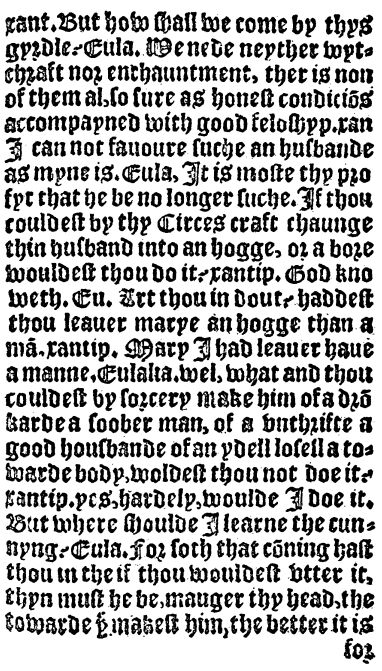 xant. But how shall we come by thys
gyrdle. Eula. We nede neyther wyt-
chraft nor enchauntment, ther is non
of them al, so sure as honest condiciōs
accompayned with good feloshyp. xan
I can not fauoure suche an husbande
as myne is. Eula, It is moste thy pro
fyt that he be no longer suche. If thou
couldest by thy Circes craft chaunge
thin husband into an hogge, or a bore
wouldest thou do it? xantip. God kno
weth. Eu. Art thou in dout? haddest
thou leauer marye an hogge than a
mā. xantip. Mary I had leauer haue
a manne. Eulalia. wel, what and thou
couldest by sorcery make him of a drō
karde a soober man, of a vnthrifte a
good housbande of an ydell losell a to-
warde body, woldest thou not doe it?
xantip. yes, hardely, woulde I doe it.
But where shoulde I learne the cun-
nyng? Eula. For soth that cōning hast
thou in the if thou wouldest vtter it,
thyn must he be, mauger thy head, the
towarde þͭ makest him, the better it is
for